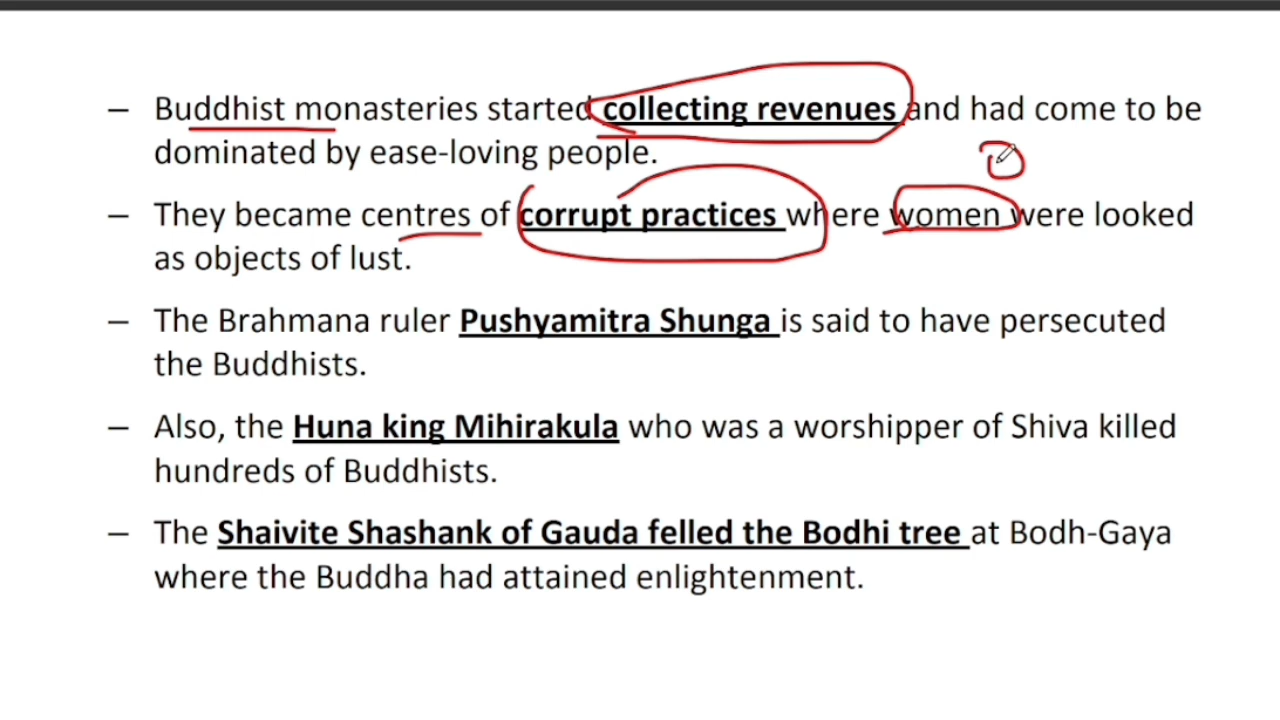 – Buddhist monasteries started collecting revenues and had come to be
dominated by ease-loving people.
– They became centres of corrupt practices where women were looked
as objects of lust.
– The Brahmana ruler Pushyamitra Shunga is said to have persecuted
the Buddhists.
– Also, the Huna king Mihirakula who was a worshipper of Shiva killed
hundreds of Buddhists.
– The Shaivite Shashank of Gauda felled the Bodhi tree at Bodh-Gaya
where the Buddha had attained enlightenment.